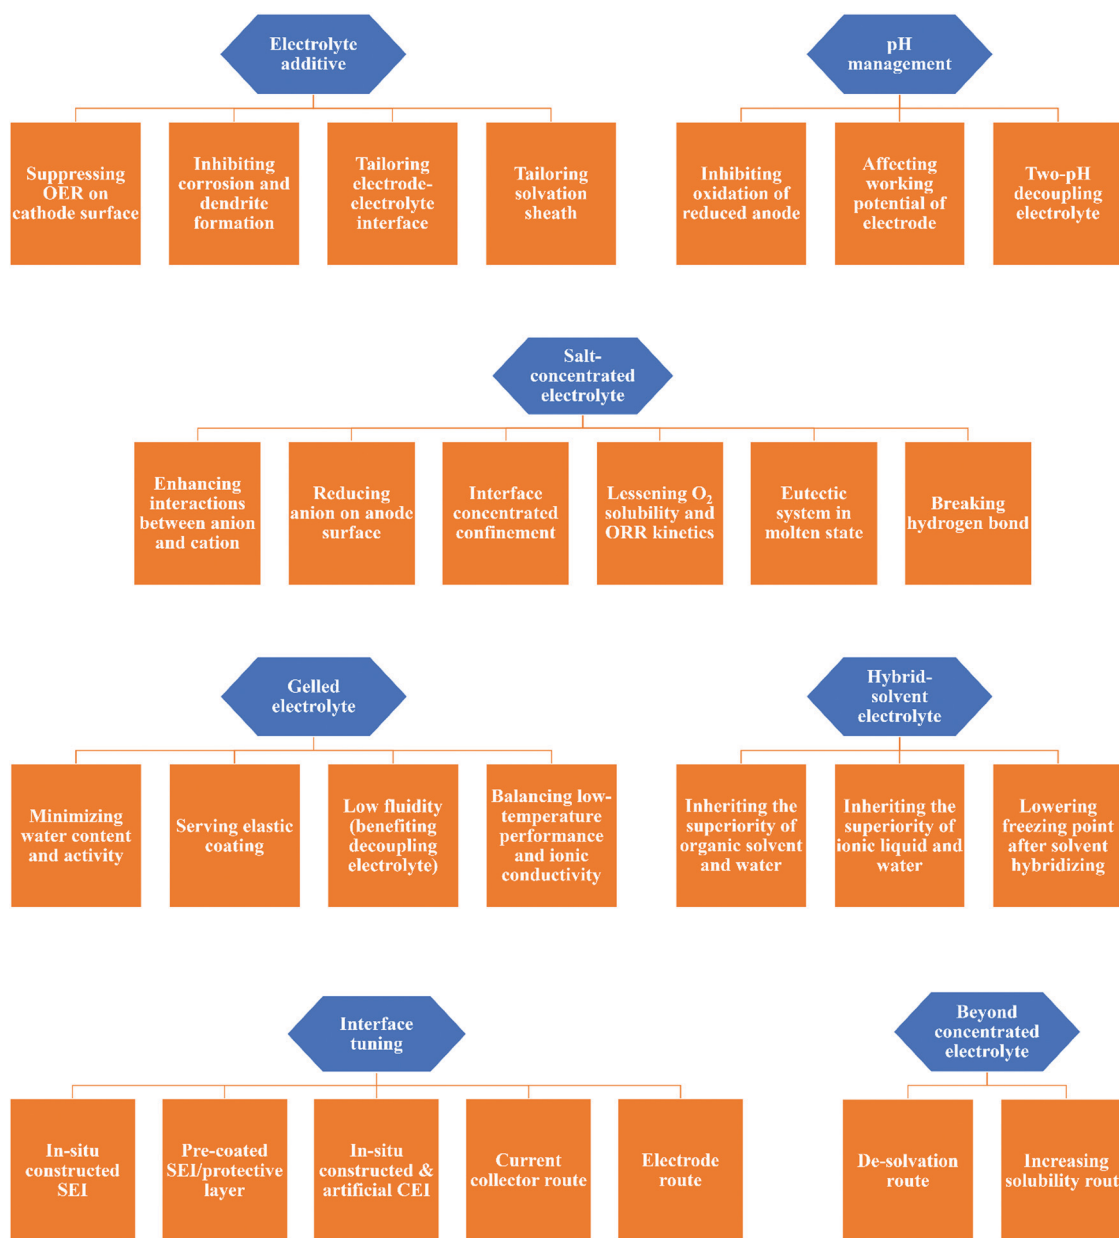 Electrolyte
additive
Suppressing
OER on
cathode surface
Inhibiting
corrosion and
dendrite
formation
Tailoring
electrode-
electrolyte
interface
Tailoring
solvation
sheath
pH
management
Inhibiting
oxidation of
reduced anode
Affecting
working
potential of
electrode
Two-pH
decoupling
electrolyte
Salt-
concentrated
electrolyte
Enhancing
interactions
between anion
and cation
Reducing
anion on anode
surface
Interface
concentrated
confinement
Lessening O₂
solubility and
ORR kinetics
Eutectic
system in
molten state
Breaking
hydrogen bond
Gelled
electrolyte
Minimizing
water content
and activity
Serving elastic
coating
Low fluidity
(benefiting
decoupling
electrolyte)
Balancing low-
temperature
performance
and ionic
conductivity
Hybrid-
solvent
electrolyte
Inheriting the
superiority of
organic solvent
and water
Inheriting the
superiority of
ionic liquid and
water
Lowering
freezing point
after solvent
hybridizing
Interface
tuning
In-situ
constructed
SEI
Pre-coated
SEI/protective
layer
In-situ
constructed &
artificial CEI
Current
collector route
Electrode
route
Beyond
concentrated
electrolyte
De-solvation
route
Increasing
solubility rout